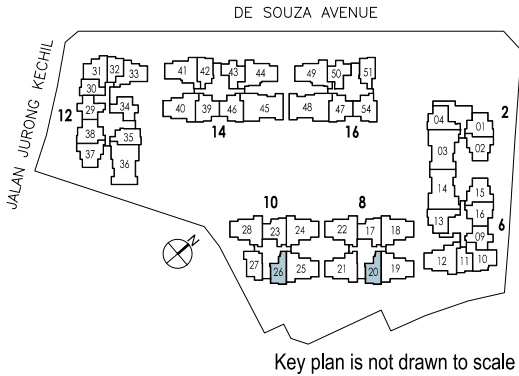 DE SOUZA AVENUE
JALAN JURONG KECHIL
31 32 33
30
29 34
12
38 35
37 36
41 42 43 44
40 39 46 45
14
49 50 51
48 47 54
16
04 01
02
2
03
14 15
13 16
09
6
12 11 10
10
28 23 24
27 26 25
8
22 17 18
21 20 19
N
Key plan is not drawn to scale